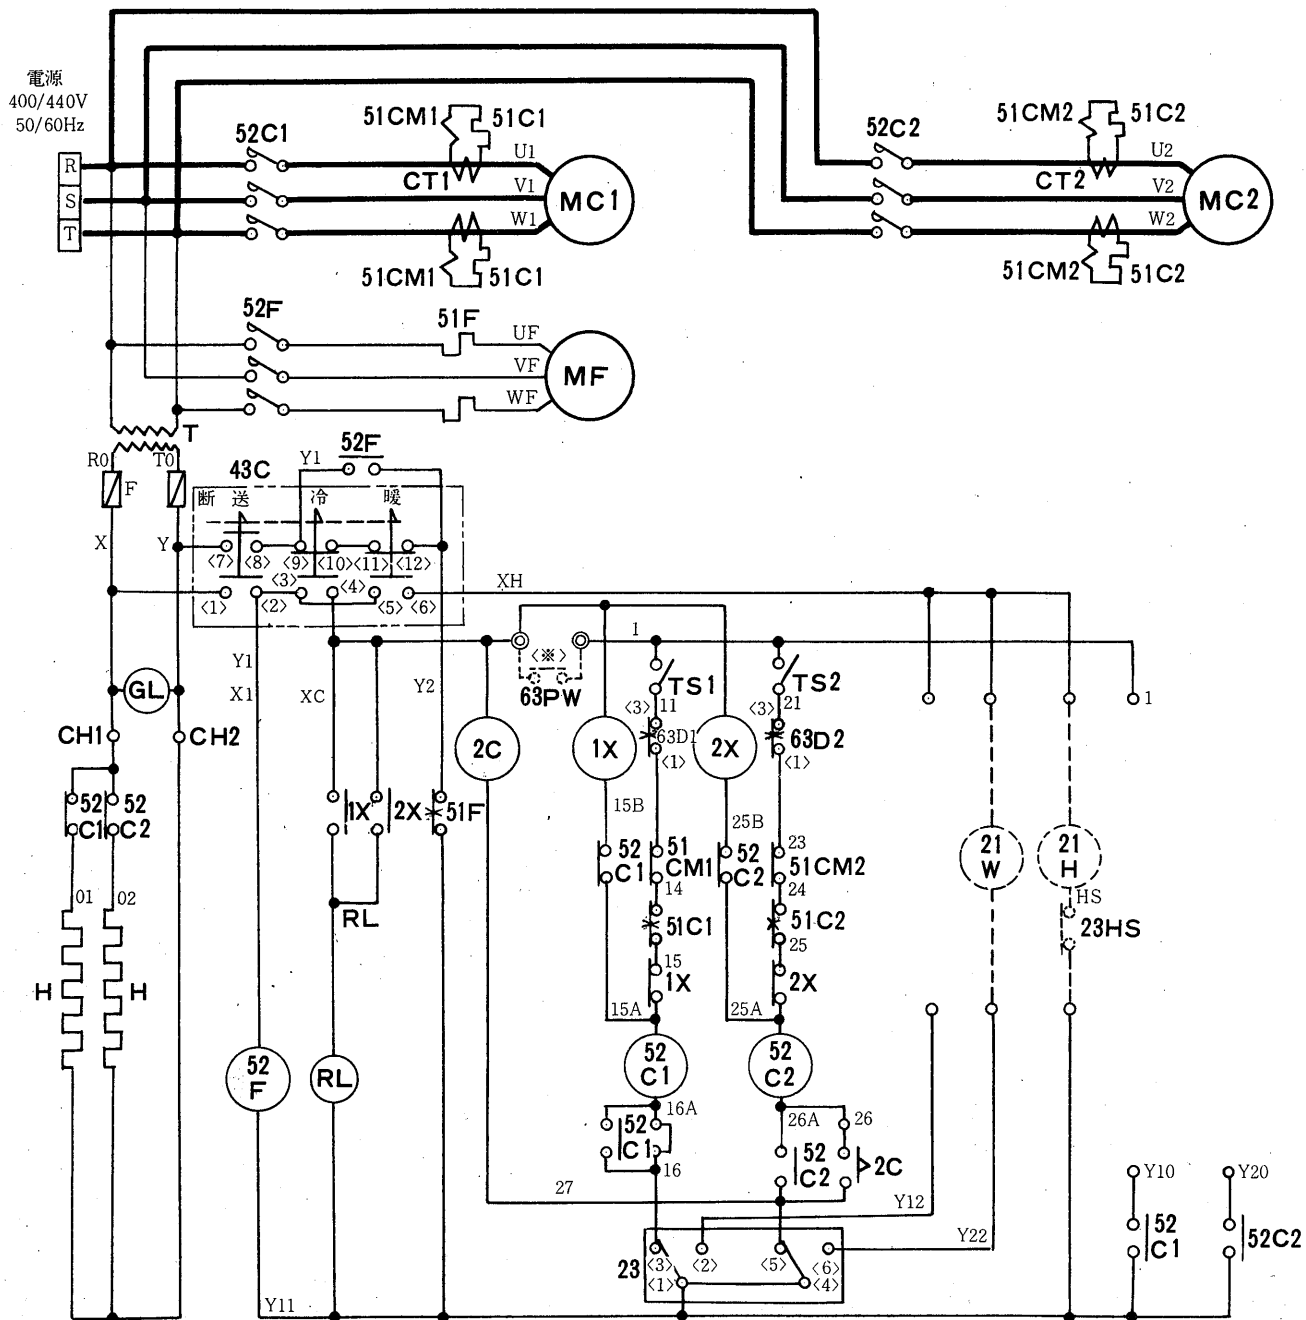 電源
400/440V
50/60Hz
R
S
T
52C1
51CM1
51C1
CT1
U1
V1
W1
MC1
51CM1
51C1
52C2
51CM2
51C2
CT2
U2
V2
W2
MC2
51CM2
51C2
52F
51F
UF
VF
WF
MF
T
R0
T0
F
43C
Y1
52F
断 送 冷 暖
X
Y
<7>
<8>
<9>
<10>
<11>
<12>
<1>
<2>
<3>
<4>
<5>
<6>
XH
GL
CH1
CH2
Y1
X1
XC
Y2
<※>
63PW
1
TS1
TS2
<3>
11
<3>
21
2C
1X
63D1
2X
63D2
<1>
<1>
1
52
C1
52
C2
1X
2X
51F
15B
25B
52
C1
51
CM1
52
C2
23
51CM2
14
24
51C1
51C2
15
25
1X
2X
15A
25A
21
W
21
H
HS
23HS
01
02
H
H
RL
52
F
RL
52
C1
52
C2
16A
26A
26
52
C1
52
C2
2C
16
27
Y12
Y22
23
<3>
<2>
<5>
<6>
<1>
<4>
Y10
Y20
52
C1
52C2
Y11